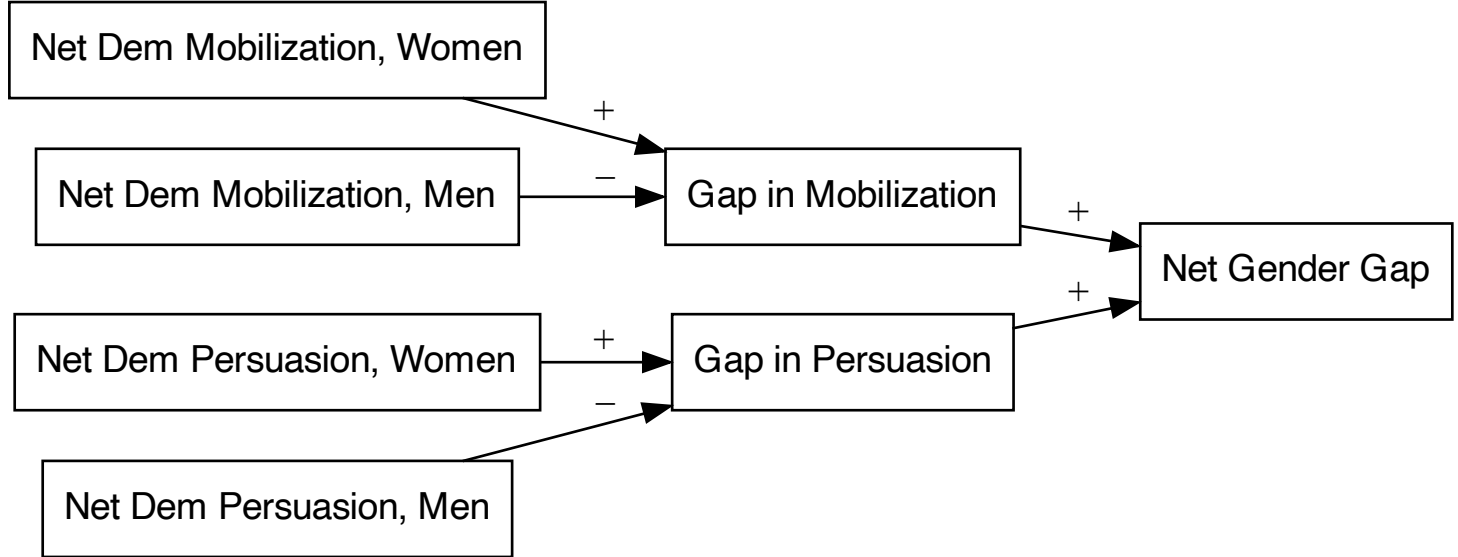 Net Dem Mobilization, Women
+
Net Dem Mobilization, Men
−
Gap in Mobilization
+
Net Gender Gap
+
Net Dem Persuasion, Women
+
Gap in Persuasion
−
Net Dem Persuasion, Men